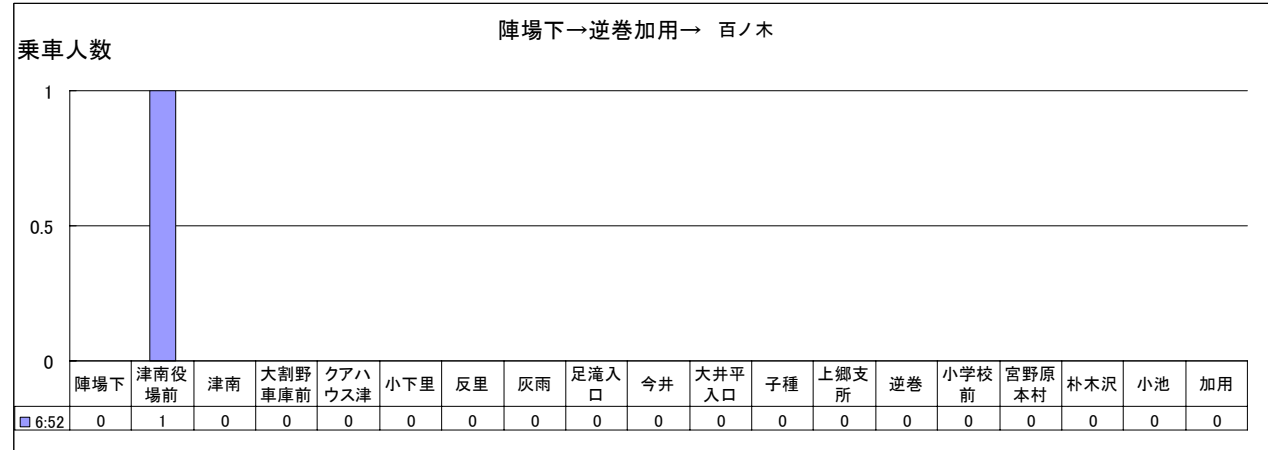 陣場下→逆巻加用→ 百ノ木
乗車人数
1
0.5
0
陣場下 津南役場前 津南 大割野車庫前 クアハウス津 小下里 反里 灰雨 足滝入口 今井 大井平入口 子種 上郷支所 逆巻 小学校前 宮野原本村 朴木沢 小池 加用
6:52 0 1 0 0 0 0 0 0 0 0 0 0 0 0 0 0 0 0 0